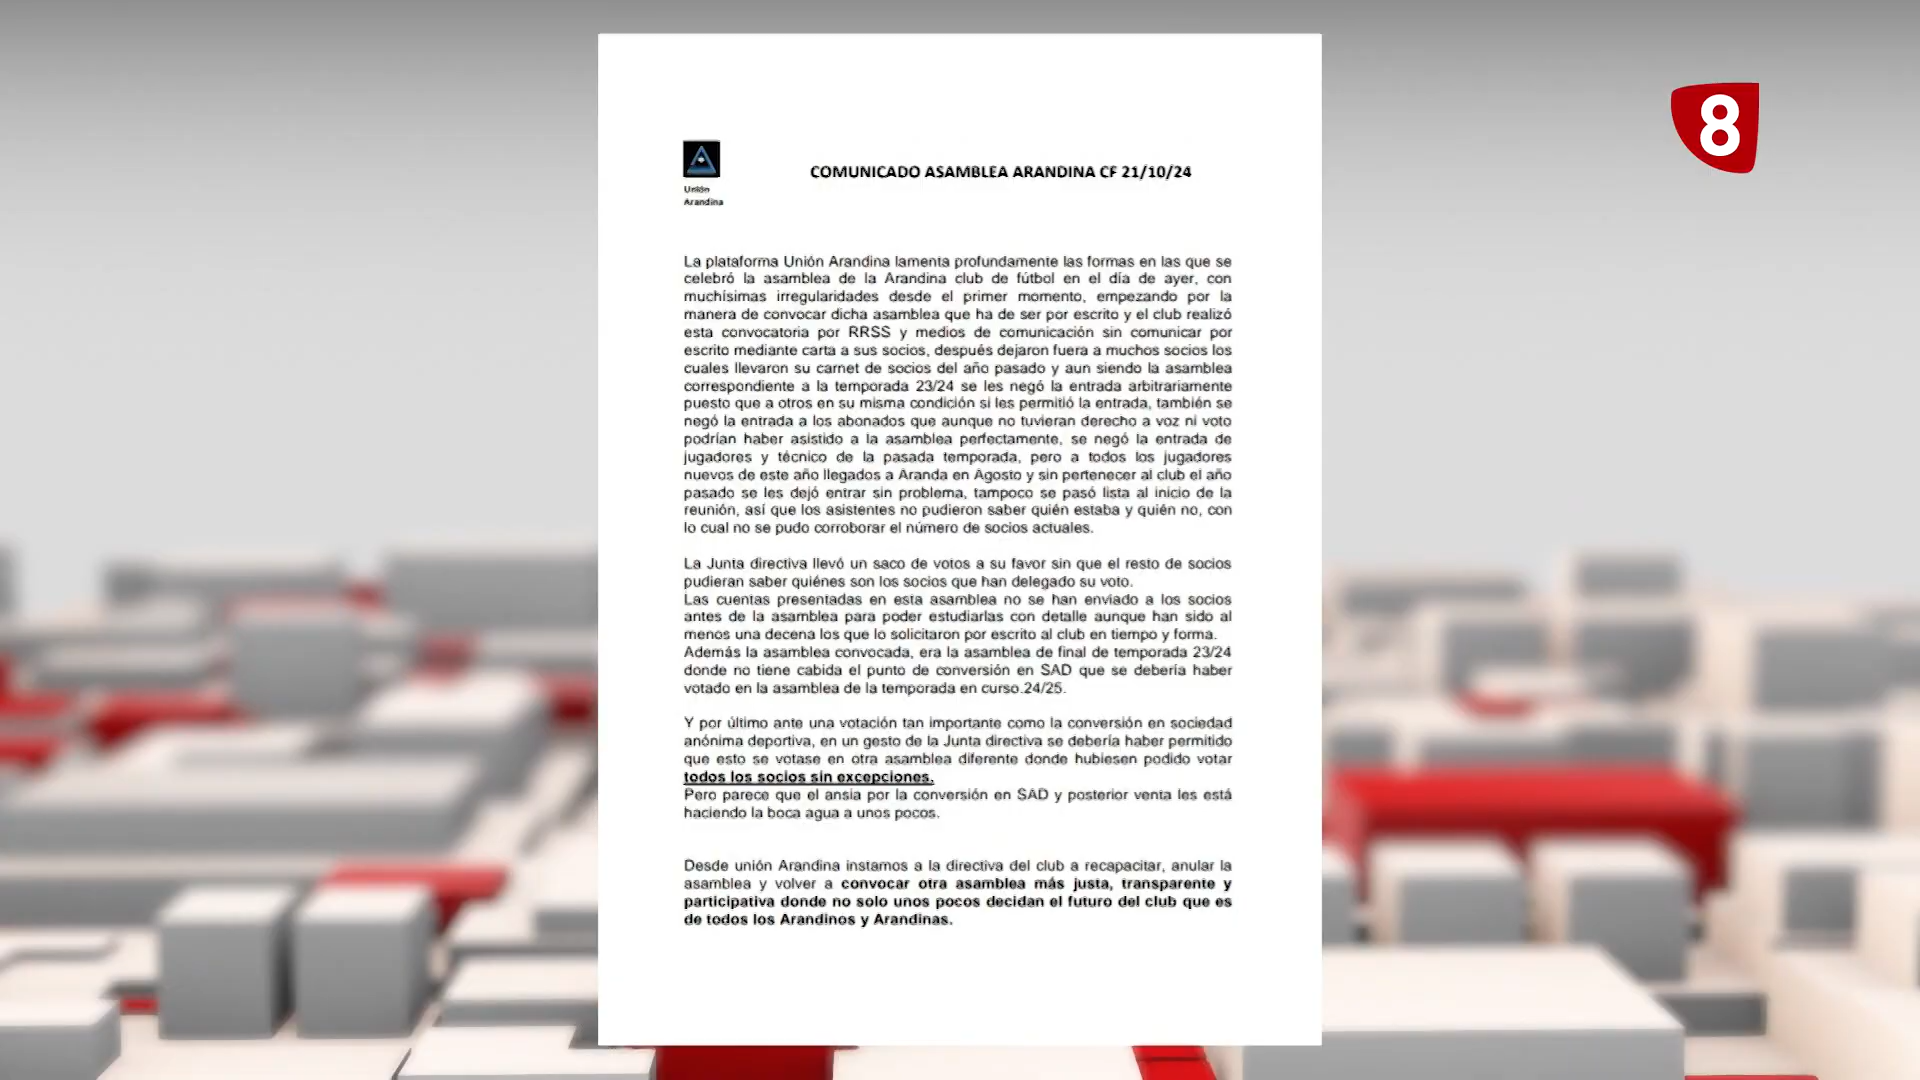 8
Unión
Arandina
COMUNICADO ASAMBLEA ARANDINA CF 21/10/24
La plataforma Unión Arandina lamenta profundamente las formas en las que se
celebró la asamblea de la Arandina club de fútbol en el día de ayer, con
muchísimas irregularidades desde el primer momento, empezando por la
manera de convocar dicha asamblea que ha de ser por escrito y el club realizó
esta convocatoria por RRSS y medios de comunicación sin comunicar por
escrito mediante carta a sus socios, después dejaron fuera a muchos socios los
cuales llevaron su carnet de socios del año pasado y aun siendo la asamblea
correspondiente a la temporada 23/24 se les negó la entrada arbitrariamente
puesto que a otros en su misma condición si les permitió la entrada, también se
negó la entrada a los abonados que aunque no tuvieran derecho a voz ni voto
podrían haber asistido a la asamblea perfectamente, se negó la entrada de
jugadores y técnico de la pasada temporada, pero a todos los jugadores
nuevos de este año llegados a Aranda en Agosto y sin pertenecer al club el año
pasado se les dejó entrar sin problema, tampoco se pasó lista al inicio de la
reunión, así que los asistentes no pudieron saber quién estaba y quién no, con
lo cual no se pudo corroborar el número de socios actuales.
La Junta directiva llevó un saco de votos a su favor sin que el resto de socios
pudieran saber quiénes son los socios que han delegado su voto.
Las cuentas presentadas en esta asamblea no se han enviado a los socios
antes de la asamblea para poder estudiarlas con detalle aunque han sido al
menos una decena los que lo solicitaron por escrito al club en tiempo y forma.
Además la asamblea convocada, era la asamblea de final de temporada 23/24
donde no tiene cabida el punto de conversión en SAD que se debería haber
votado en la asamblea de la temporada en curso.24/25.
Y por último ante una votación tan importante como la conversión en sociedad
anónima deportiva, en un gesto de la Junta directiva se debería haber permitido
que esto se votase en otra asamblea diferente donde hubiesen podido votar
todos los socios sin excepciones.
Pero parece que el ansia por la conversión en SAD y posterior venta les está
haciendo la boca agua a unos pocos.
Desde unión Arandina instamos a la directiva del club a recapacitar, anular la
asamblea y volver a convocar otra asamblea más justa, transparente y
participativa donde no solo unos pocos decidan el futuro del club que es
de todos los Arandinos y Arandinas.